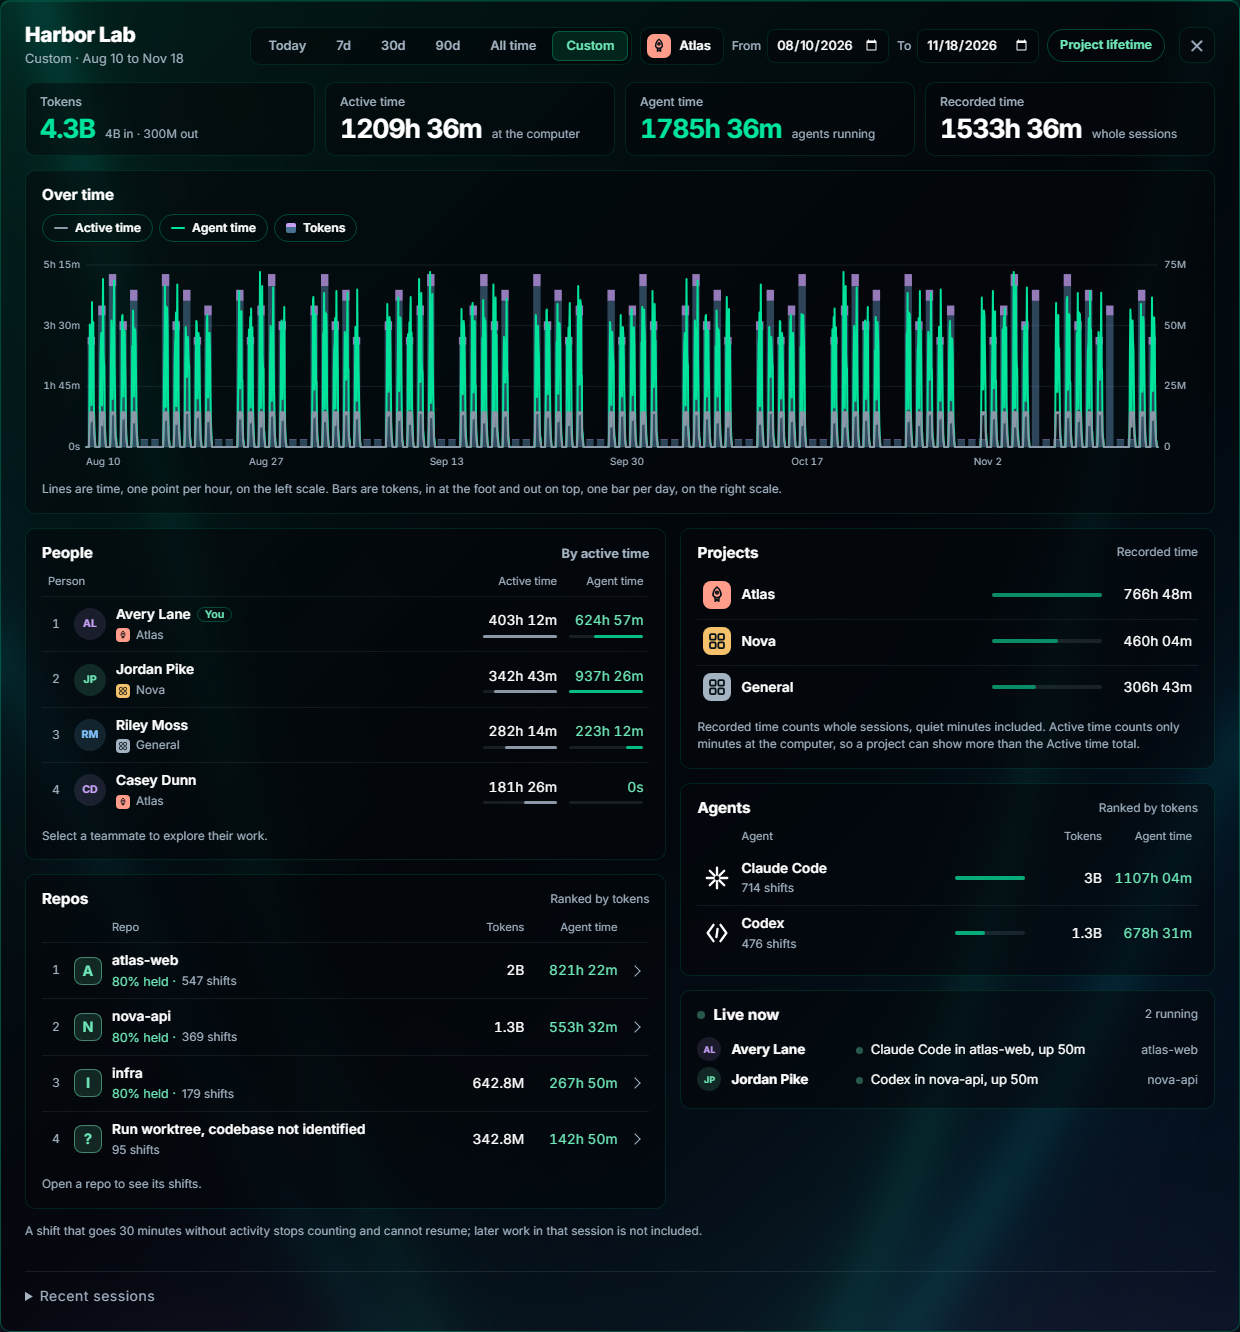 Harbor Lab
Custom · Aug 10 to Nov 18
Today 7d 30d 90d All time Custom
Atlas From 08/10/2026 To 11/18/2026 Project lifetime
Tokens
4.3B 4B in · 300M out
Active time
1209h 36m at the computer
Agent time
1785h 36m agents running
Recorded time
1533h 36m whole sessions
Over time
Active time Agent time Tokens
5h 15m 75M
3h 30m 50M
1h 45m 25M
0s 0
Aug 10 Aug 27 Sep 13 Sep 30 Oct 17 Nov 2
Lines are time, one point per hour, on the left scale. Bars are tokens, in at the foot and out on top, one bar per day, on the right scale.
People By active time
Person Active time Agent time
1 AL Avery Lane You 403h 12m 624h 57m
Atlas
2 JP Jordan Pike 342h 43m 937h 26m
Nova
3 RM Riley Moss 282h 14m 223h 12m
General
4 CD Casey Dunn 181h 26m 0s
Atlas
Select a teammate to explore their work.
Repos Ranked by tokens
Repo Tokens Agent time
1 A atlas-web 2B 821h 22m
80% held · 547 shifts
2 N nova-api 1.3B 553h 32m
80% held · 369 shifts
3 I infra 642.8M 267h 50m
80% held · 179 shifts
4 ? Run worktree, codebase not identified 342.8M 142h 50m
95 shifts
Open a repo to see its shifts.
Projects Recorded time
Atlas 766h 48m
Nova 460h 04m
General 306h 43m
Recorded time counts whole sessions, quiet minutes included. Active time counts only
minutes at the computer, so a project can show more than the Active time total.
Agents Ranked by tokens
Agent Tokens Agent time
Claude Code 3B 1107h 04m
714 shifts
Codex 1.3B 678h 31m
476 shifts
Live now 2 running
AL Avery Lane Claude Code in atlas-web, up 50m atlas-web
JP Jordan Pike Codex in nova-api, up 50m nova-api
A shift that goes 30 minutes without activity stops counting and cannot resume; later work in that session is not included.
Recent sessions